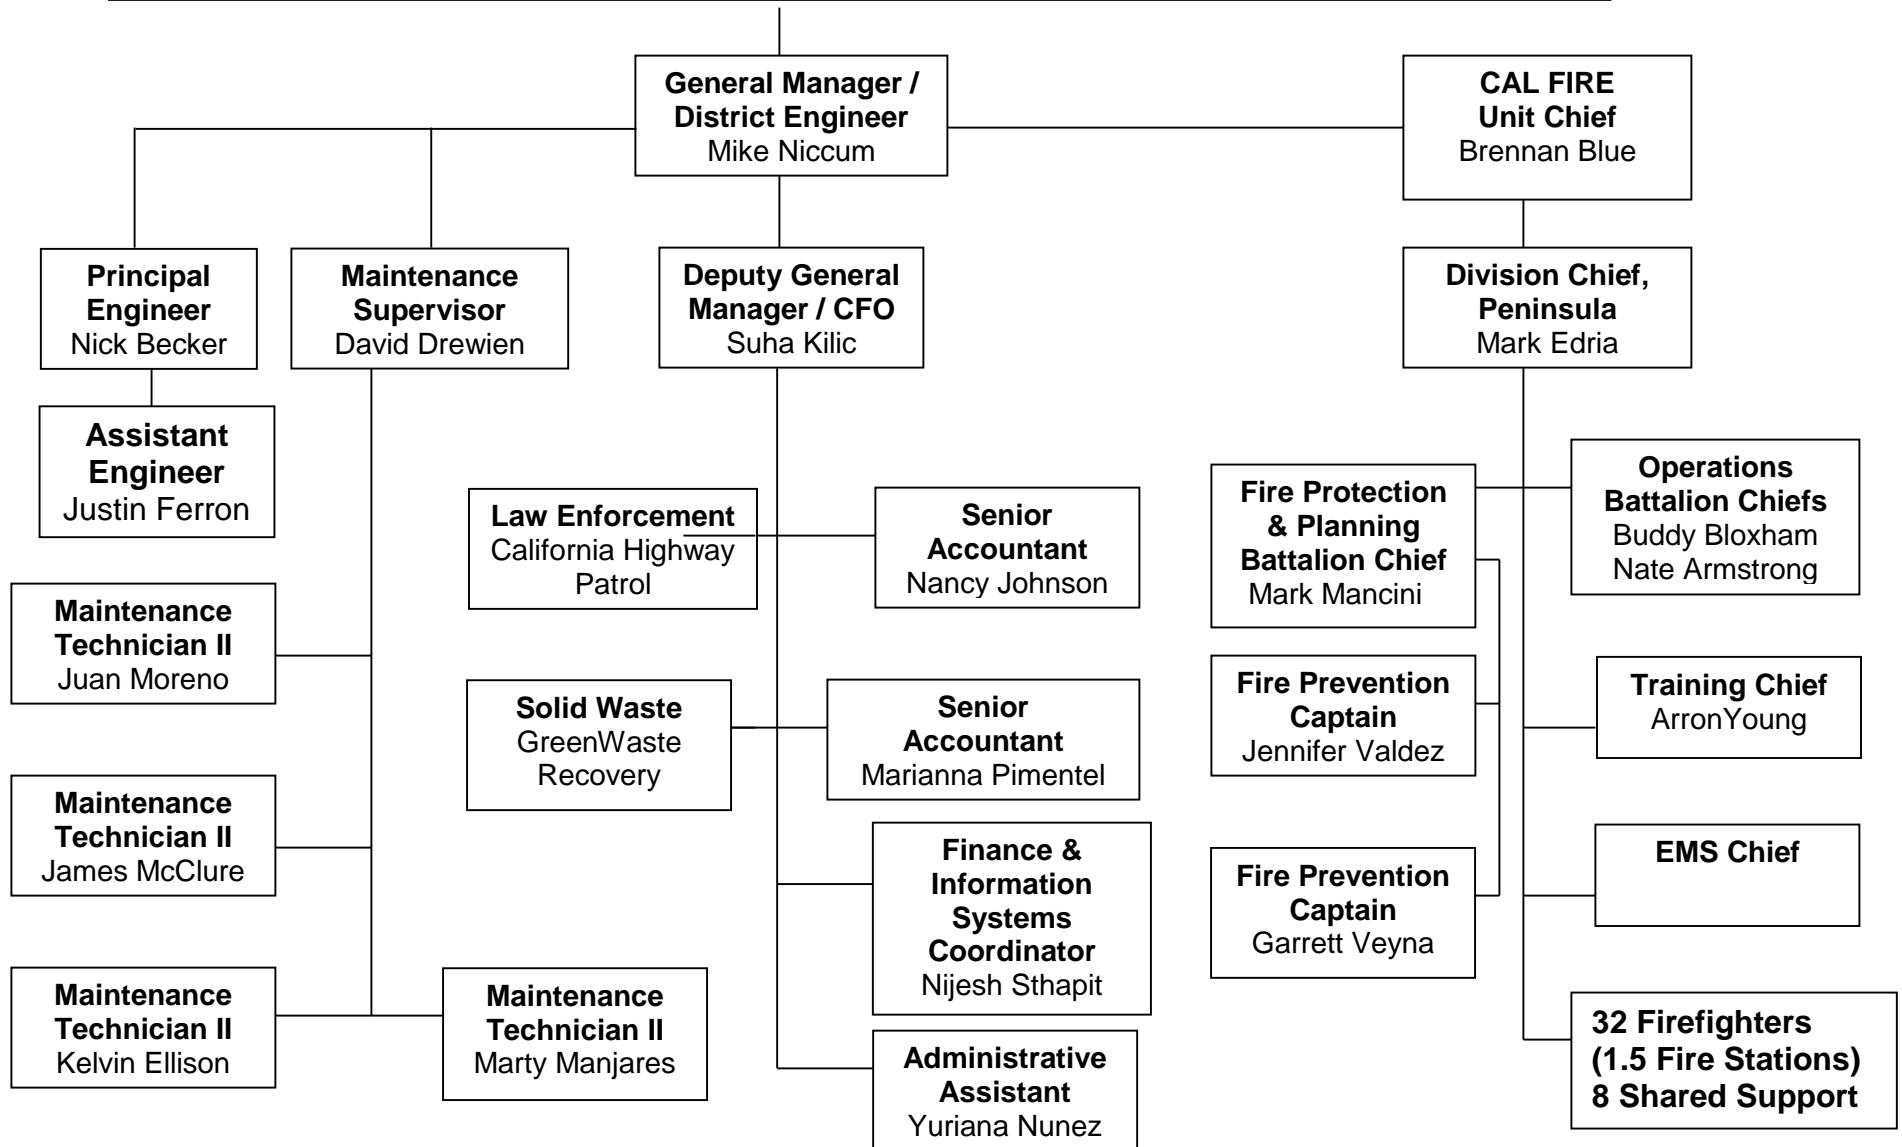 General Manager /
District Engineer
Mike Niccum
CAL FIRE
Unit Chief
Brennan Blue
Principal
Engineer
Nick Becker
Maintenance
Supervisor
David Drewien
Deputy General
Manager / CFO
Suha Kilic
Division Chief,
Peninsula
Mark Edria
Assistant
Engineer
Justin Ferron
Law Enforcement
California Highway
Patrol
Senior
Accountant
Nancy Johnson
Fire Protection
& Planning
Battalion Chief
Mark Mancini
Operations
Battalion Chiefs
Buddy Bloxham
Nate Armstrong
Maintenance
Technician II
Juan Moreno
Solid Waste
GreenWaste
Recovery
Senior
Accountant
Marianna Pimentel
Fire Prevention
Captain
Jennifer Valdez
Training Chief
ArronYoung
Maintenance
Technician II
James McClure
Finance &
Information
Systems
Coordinator
Nijesh Sthapit
Fire Prevention
Captain
Garrett Veyna
EMS Chief
Maintenance
Technician II
Kelvin Ellison
Maintenance
Technician II
Marty Manjares
Administrative
Assistant
Yuriana Nunez
32 Firefighters
(1.5 Fire Stations)
8 Shared Support